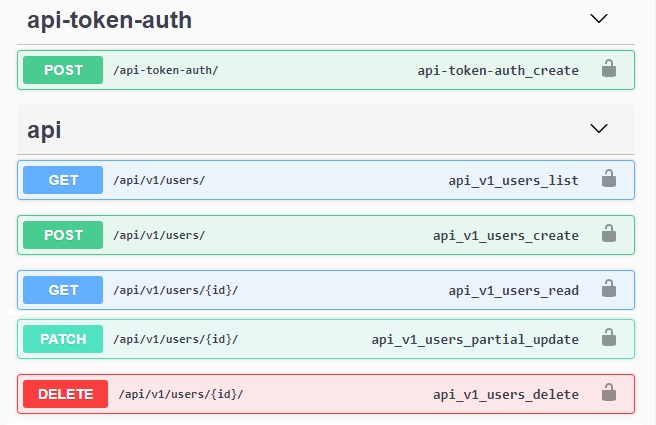 api-token-auth
POST /api-token-auth/ api-token-auth_create
api
GET /api/v1/users/ api_v1_users_list
POST /api/v1/users/ api_v1_users_create
GET /api/v1/users/{id}/ api_v1_users_read
PATCH /api/v1/users/{id}/ api_v1_users_partial_update
DELETE /api/v1/users/{id}/ api_v1_users_delete